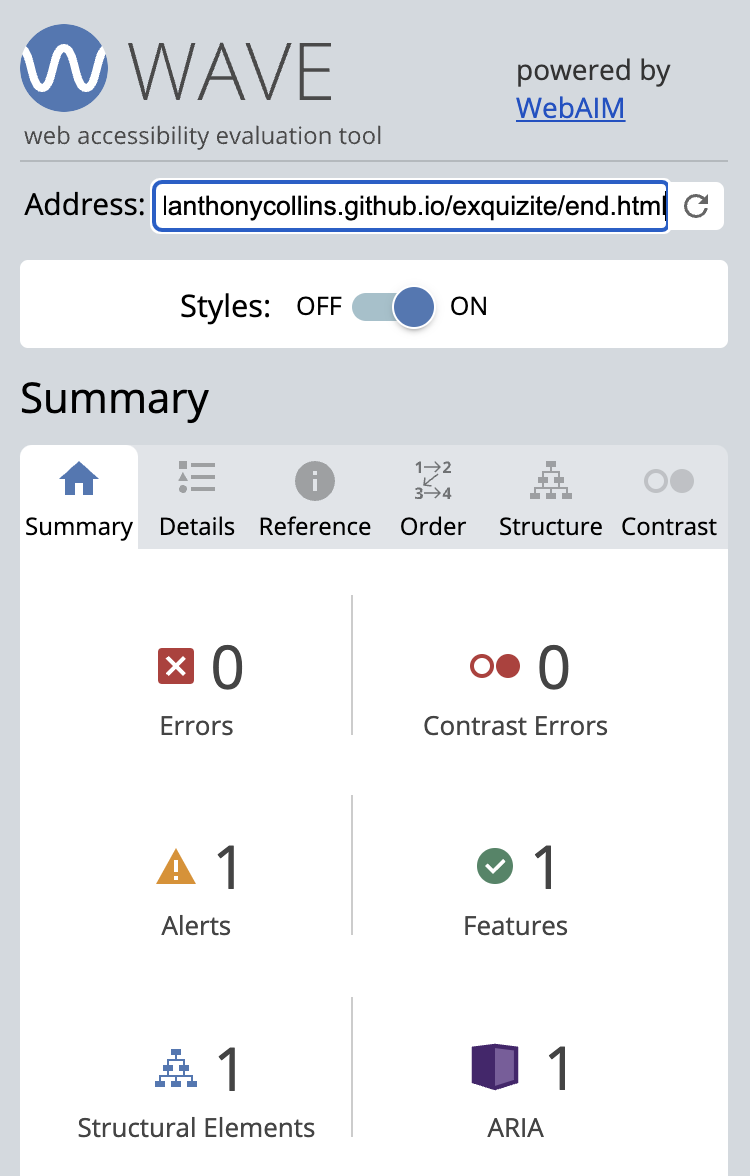 WAVE
powered by
WebAIM
web accessibility evaluation tool
Address: lanthonycollins.github.io/exquizite/end.html
Styles: OFF ON
Summary
1→2
3→4
Summary Details Reference Order Structure Contrast
0 0
Errors Contrast Errors
1 1
Alerts Features
1 1
Structural Elements ARIA